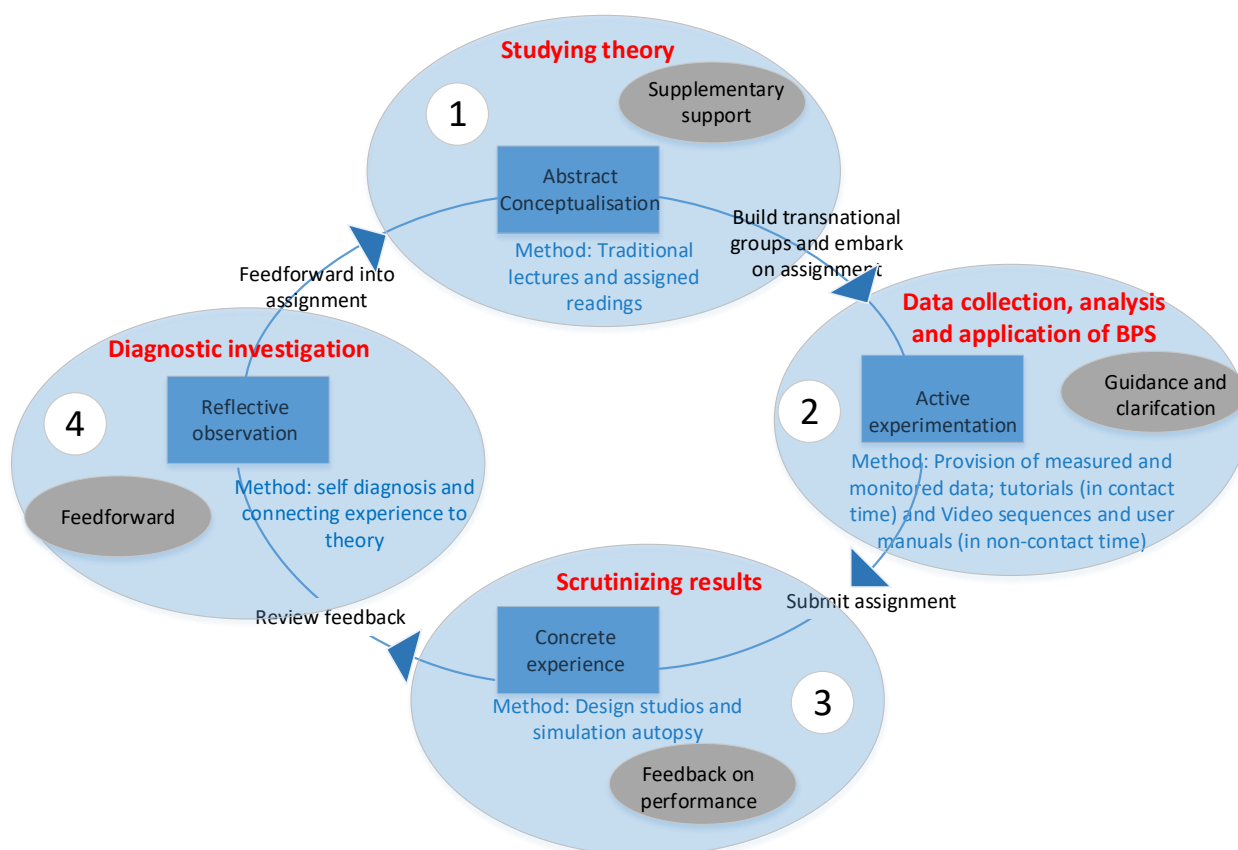 Studying theory
1
Supplementary
support
Abstract
Conceptualisation
Method: Traditional
lectures and assigned
readings
Build transnational
groups and embark
on assignment
Data collection, analysis
and application of BPS
2
Guidance and
clarifcation
Active
experimentation
Method: Provision of measured and
monitored data; tutorials (in contact
time) and Video sequences and user
manuals (in non-contact time)
Submit assignment
Scrutinizing results
Concrete
experience
3
Method: Design studios and
simulation autopsy
Feedback on
performance
Review feedback
Diagnostic investigation
4
Reflective
observation
Method: self diagnosis and
connecting experience to
theory
Feedforward
Feedforward into
assignment